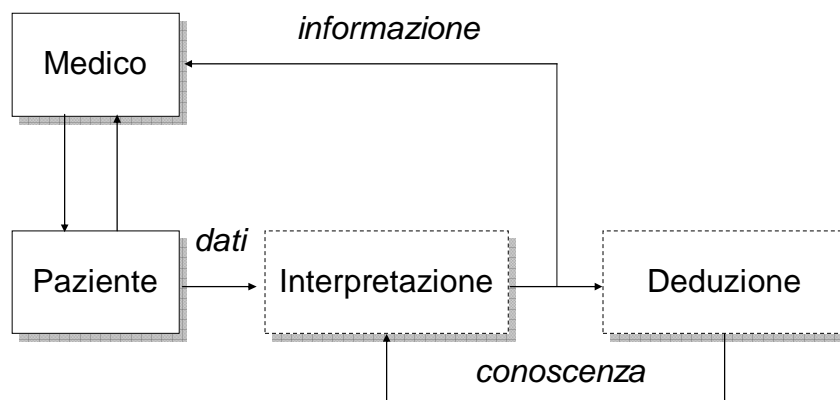 informazione
Medico
dati
Paziente
Interpretazione
Deduzione
conoscenza